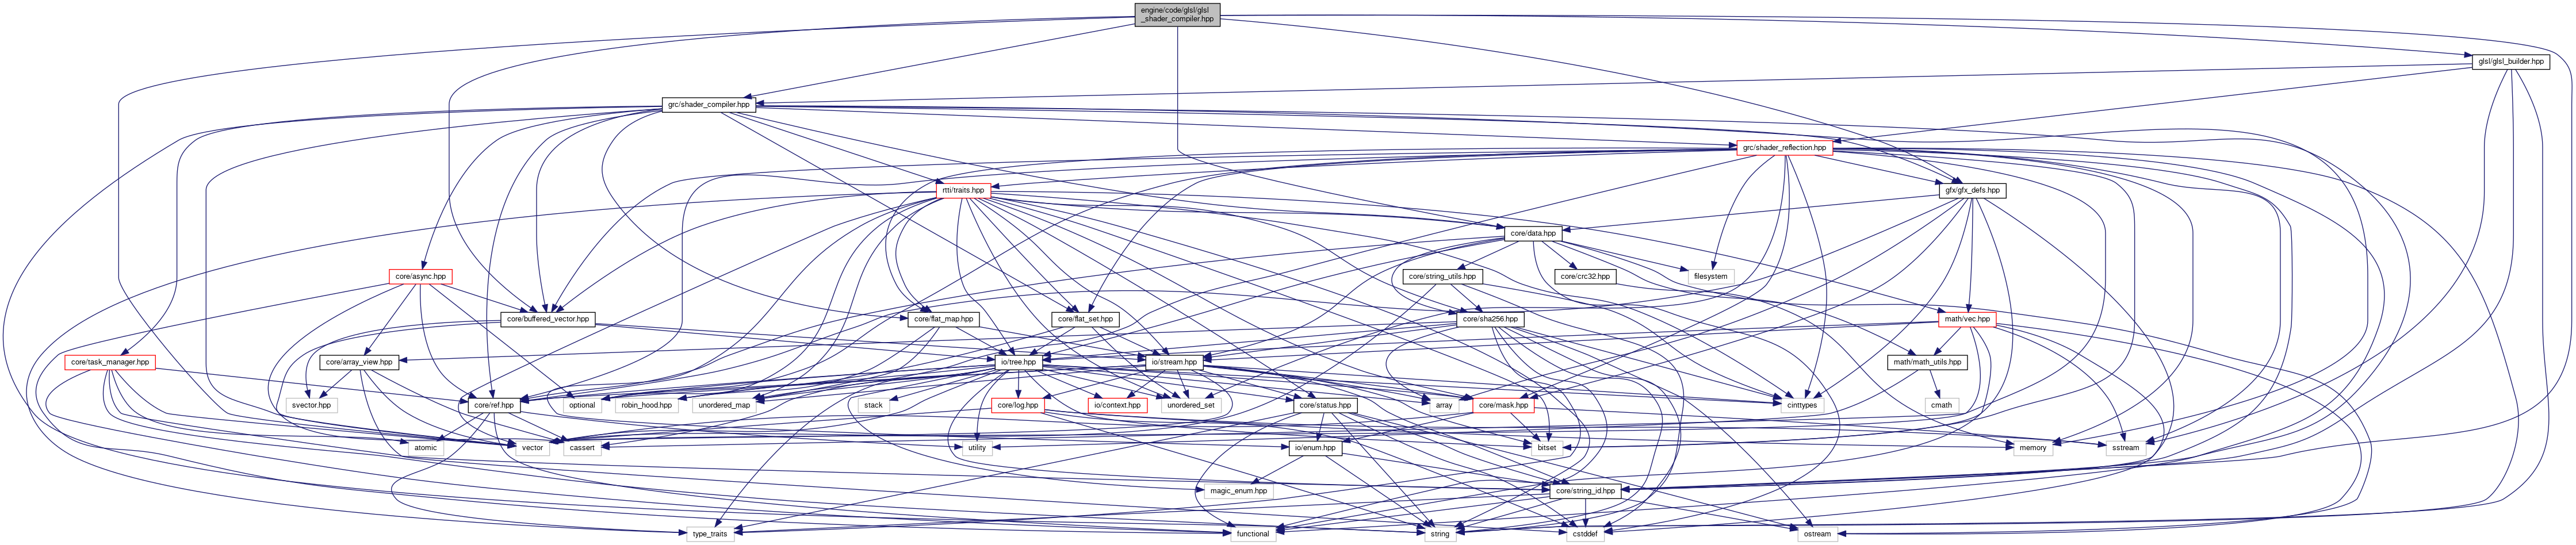 engine/code/glsl/glsl
_shader_compiler.hpp
glsl/glsl_builder.hpp
grc/shader_compiler.hpp
grc/shader_reflection.hpp
rtti/traits.hpp
gfx/gfx_defs.hpp
core/data.hpp
core/async.hpp
core/string_utils.hpp
core/crc32.hpp
filesystem
core/buffered_vector.hpp
core/flat_map.hpp
core/flat_set.hpp
core/sha256.hpp
math/vec.hpp
core/task_manager.hpp
core/array_view.hpp
io/tree.hpp
io/stream.hpp
math/math_utils.hpp
svector.hpp
core/ref.hpp
optional
robin_hood.hpp
unordered_map
stack
core/log.hpp
io/context.hpp
unordered_set
core/status.hpp
array
core/mask.hpp
cinttypes
cmath
atomic
vector
cassert
utility
io/enum.hpp
bitset
memory
sstream
magic_enum.hpp
core/string_id.hpp
type_traits
functional
string
cstddef
ostream